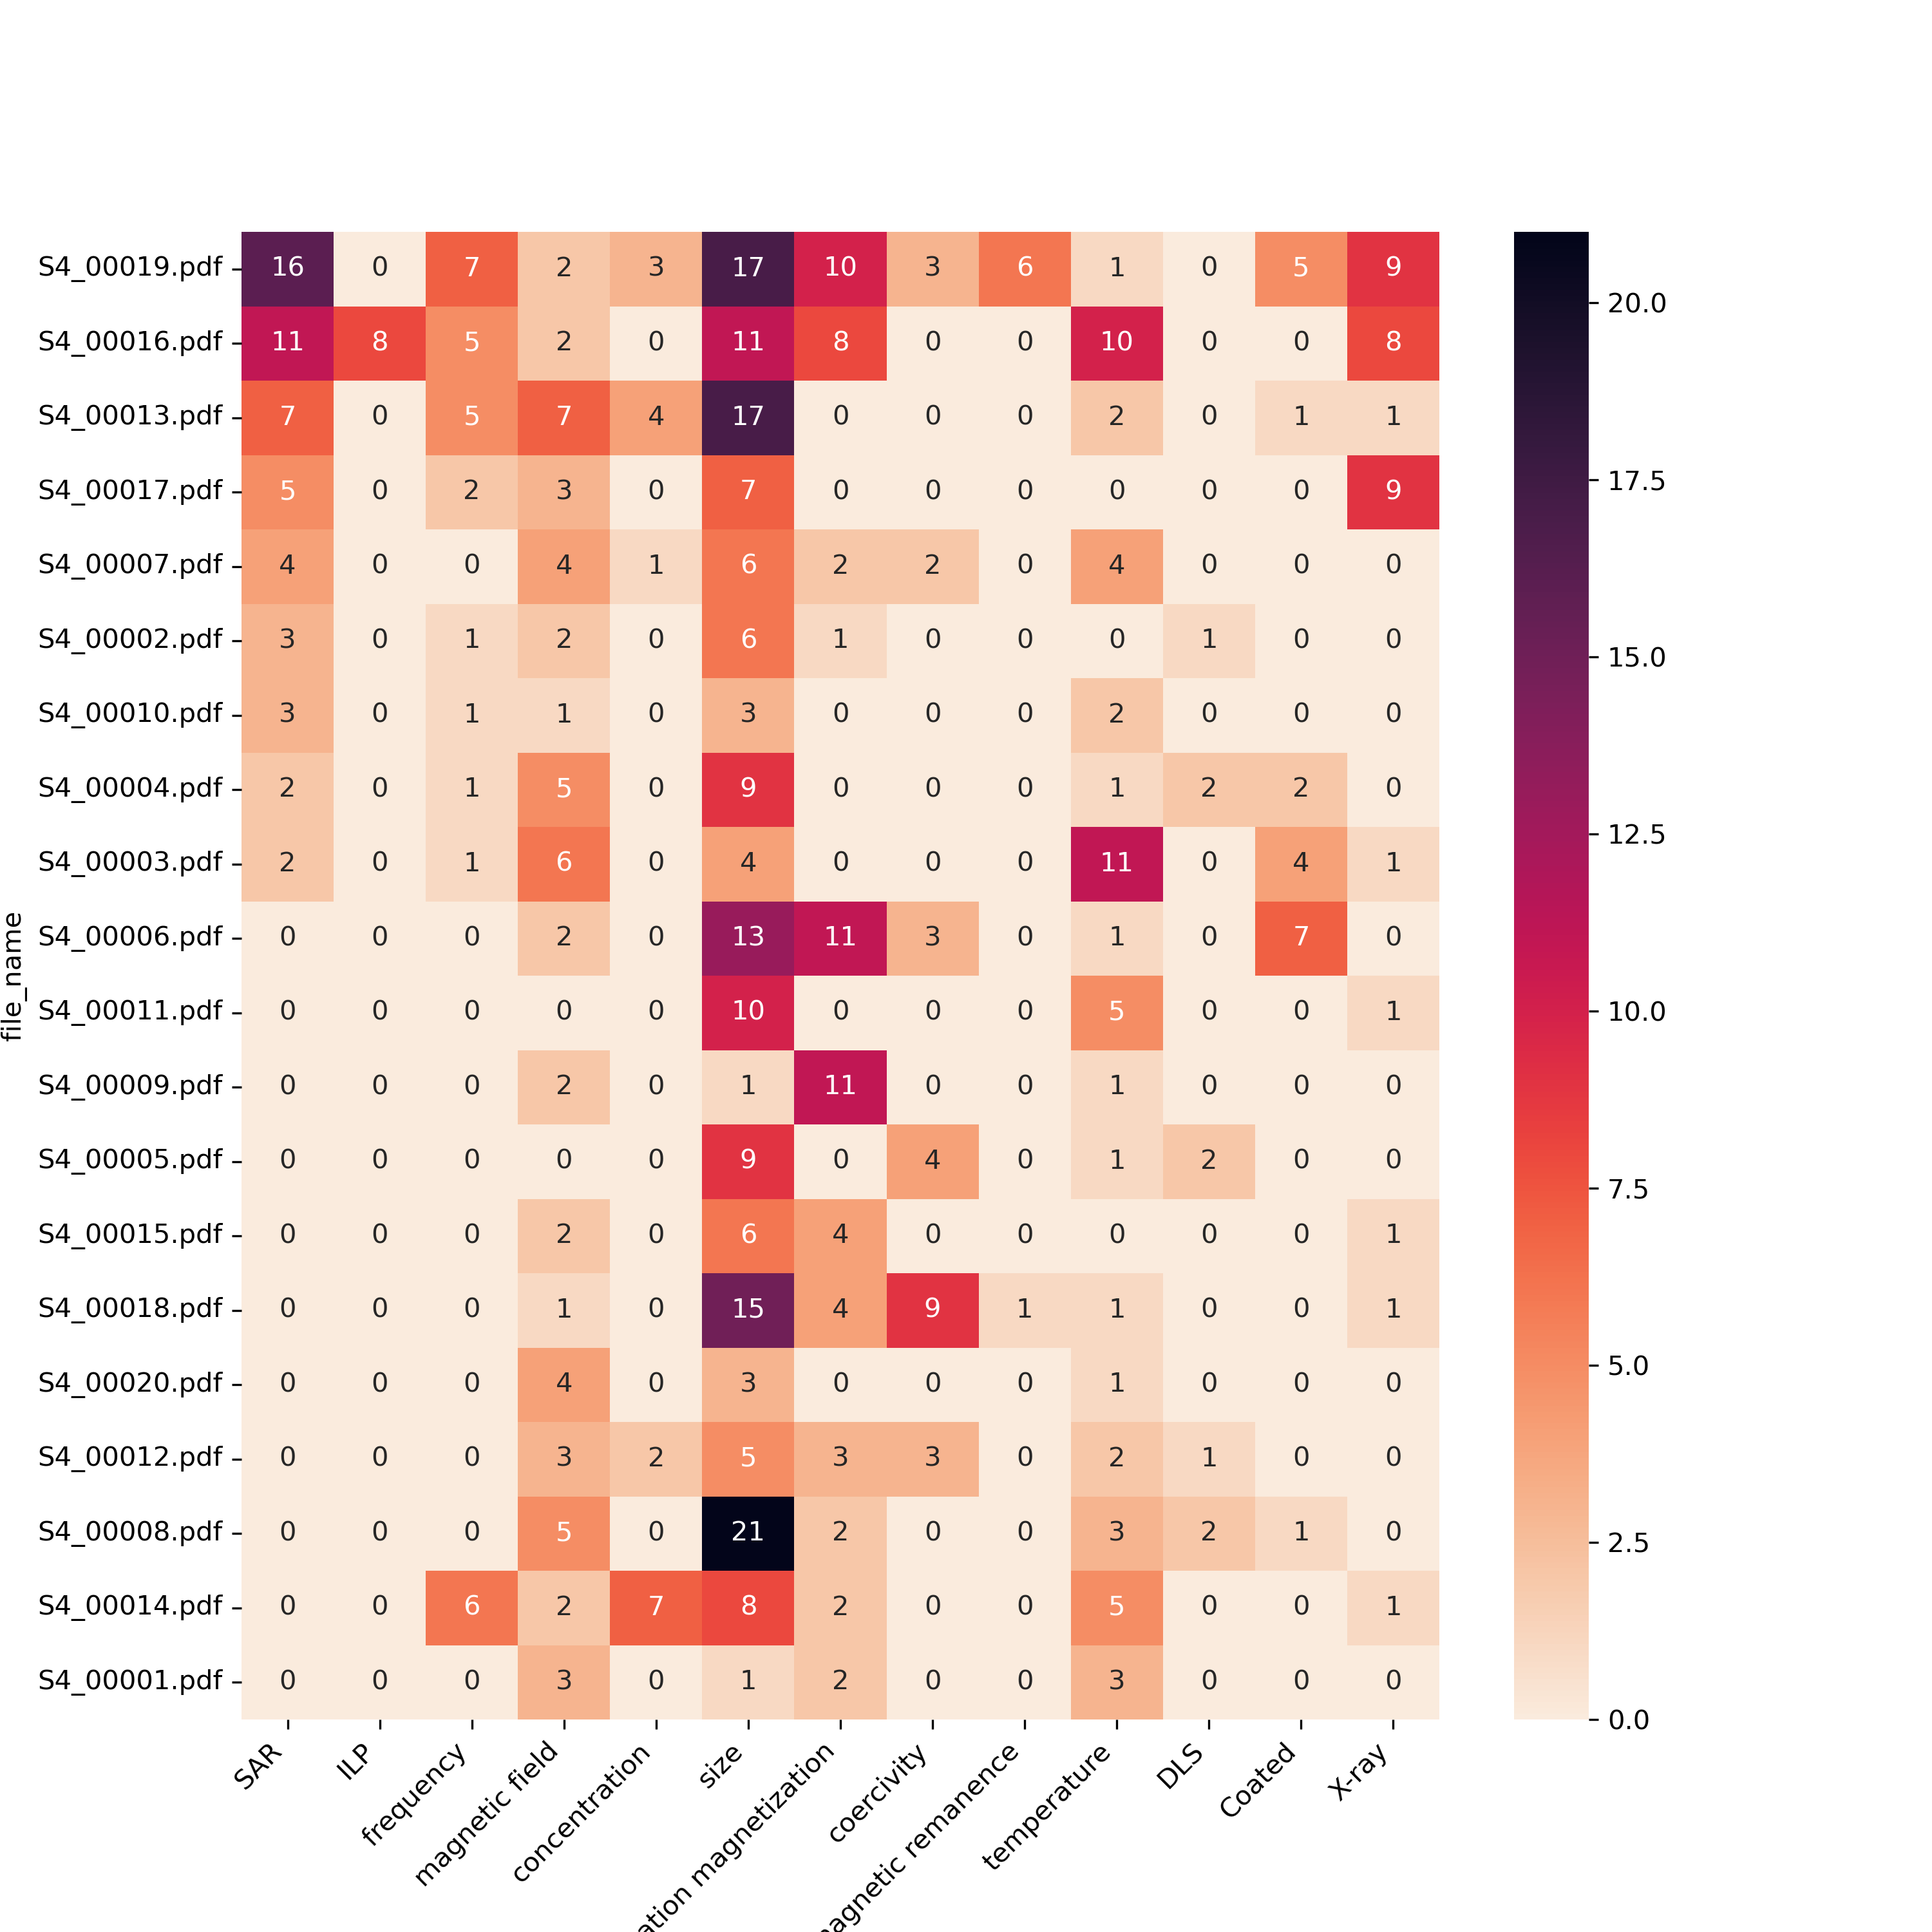 S4_00019.pdf 16 0 7 2 3 17 10 3 6 1 0 5 9
S4_00016.pdf 11 8 5 2 0 11 8 0 0 10 0 0 8
S4_00013.pdf 7 0 5 7 4 17 0 0 0 2 0 1 1
S4_00017.pdf 5 0 2 3 0 7 0 0 0 0 0 0 9
S4_00007.pdf 4 0 0 4 1 6 2 2 0 4 0 0 0
S4_00002.pdf 3 0 1 2 0 6 1 0 0 0 1 0 0
S4_00010.pdf 3 0 1 1 0 3 0 0 0 2 0 0 0
S4_00004.pdf 2 0 1 5 0 9 0 0 0 1 2 2 0
S4_00003.pdf 2 0 1 6 0 4 0 0 0 11 0 4 1
S4_00006.pdf 0 0 0 2 0 13 11 3 0 1 0 7 0
S4_00011.pdf 0 0 0 0 0 10 0 0 0 5 0 0 1
S4_00009.pdf 0 0 0 2 0 1 11 0 0 1 0 0 0
S4_00005.pdf 0 0 0 0 0 9 0 4 0 1 2 0 0
S4_00015.pdf 0 0 0 2 0 6 4 0 0 0 0 0 1
S4_00018.pdf 0 0 0 1 0 15 4 9 1 1 0 0 1
S4_00020.pdf 0 0 0 4 0 3 0 0 0 1 0 0 0
S4_00012.pdf 0 0 0 3 2 5 3 3 0 2 1 0 0
S4_00008.pdf 0 0 0 5 0 21 2 0 0 3 2 1 0
S4_00014.pdf 0 0 0 6 2 7 8 2 0 0 5 0 0 1
S4_00001.pdf 0 0 0 3 0 1 2 0 0 3 0 0 0
file_name
SAR
ILP
frequency
magnetic field
concentration
size
ation magnetization
coercivity
agnetic remanence
temperature
DLS
Coated
X-ray
20.0
17.5
15.0
12.5
10.0
7.5
5.0
2.5
0.0